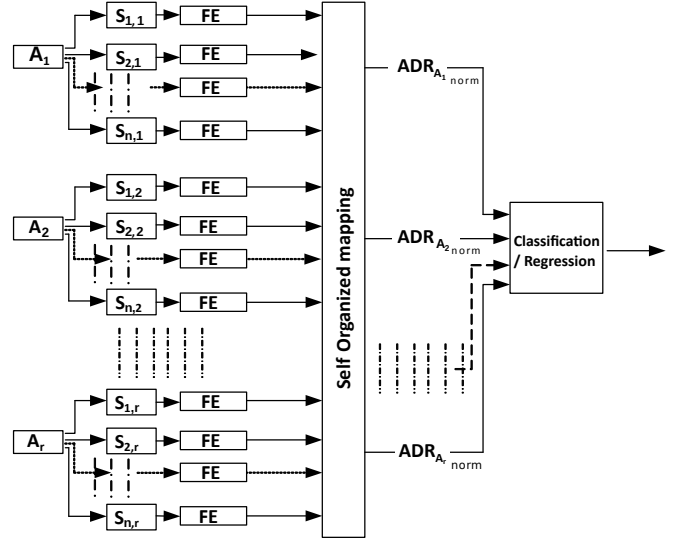 A1
S1,1
FE
S2,1
FE
FE
Sn,1
FE
A2
S1,2
FE
S2,2
FE
FE
Sn,2
FE
Ar
S1,r
FE
S2,r
FE
FE
Sn,r
FE
Self Organized mapping
ADRA1 norm
ADRA2 norm
ADRAr norm
Classification
/ Regression